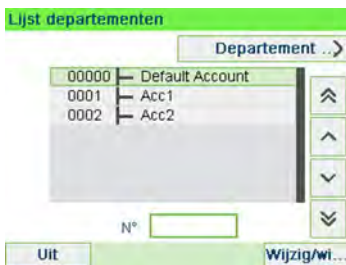 Lijst departementen
Departement ..
00000 Default Account
0001 Acc1
0002 Acc2
N°
Uit
Wijzig/wi...